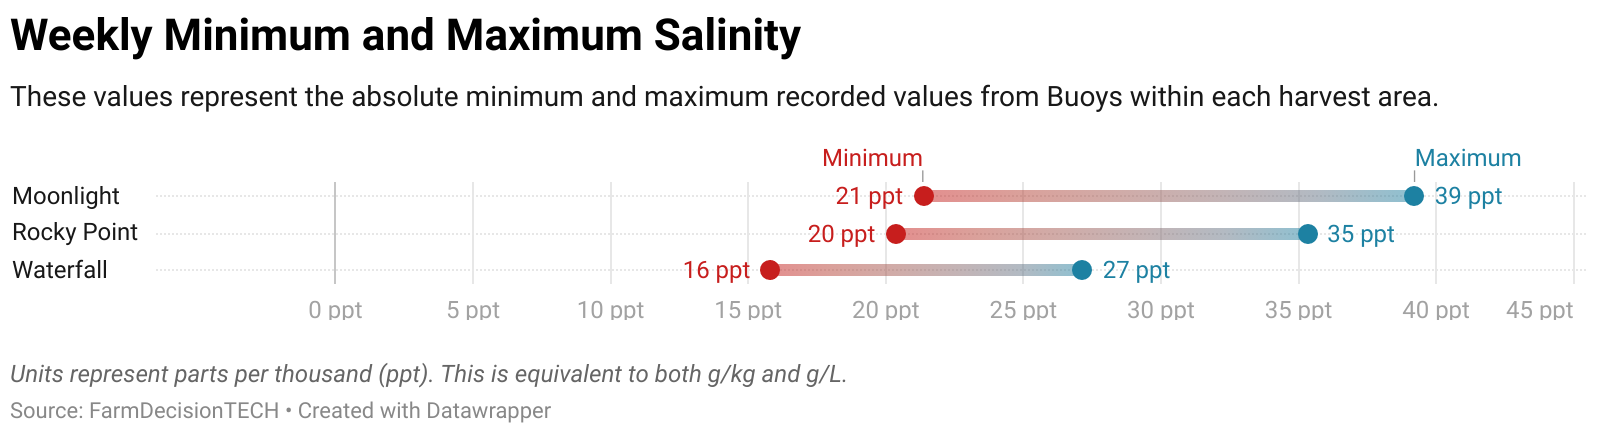 Weekly Minimum and Maximum Salinity
These values represent the absolute minimum and maximum recorded values from Buoys within each harvest area.
Minimum Maximum
Moonlight 21 ppt 39 ppt
Rocky Point 20 ppt 35 ppt
Waterfall 16 ppt 27 ppt
0 ppt 5 ppt 10 ppt 15 ppt 20 ppt 25 ppt 30 ppt 35 ppt 40 ppt 45 ppt
Units represent parts per thousand (ppt). This is equivalent to both g/kg and g/L.
Source: FarmDecisionTECH • Created with Datawrapper